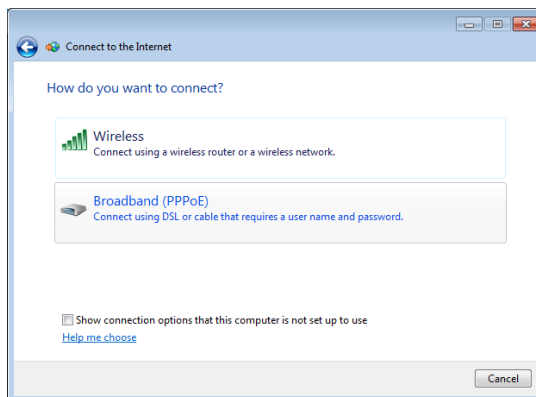 Connect to the Internet
How do you want to connect?
Wireless
Connect using a wireless router or a wireless network.
Broadband (PPPoE)
Connect using DSL or cable that requires a user name and password.
Show connection options that this computer is not set up to use
Help me choose
Cancel